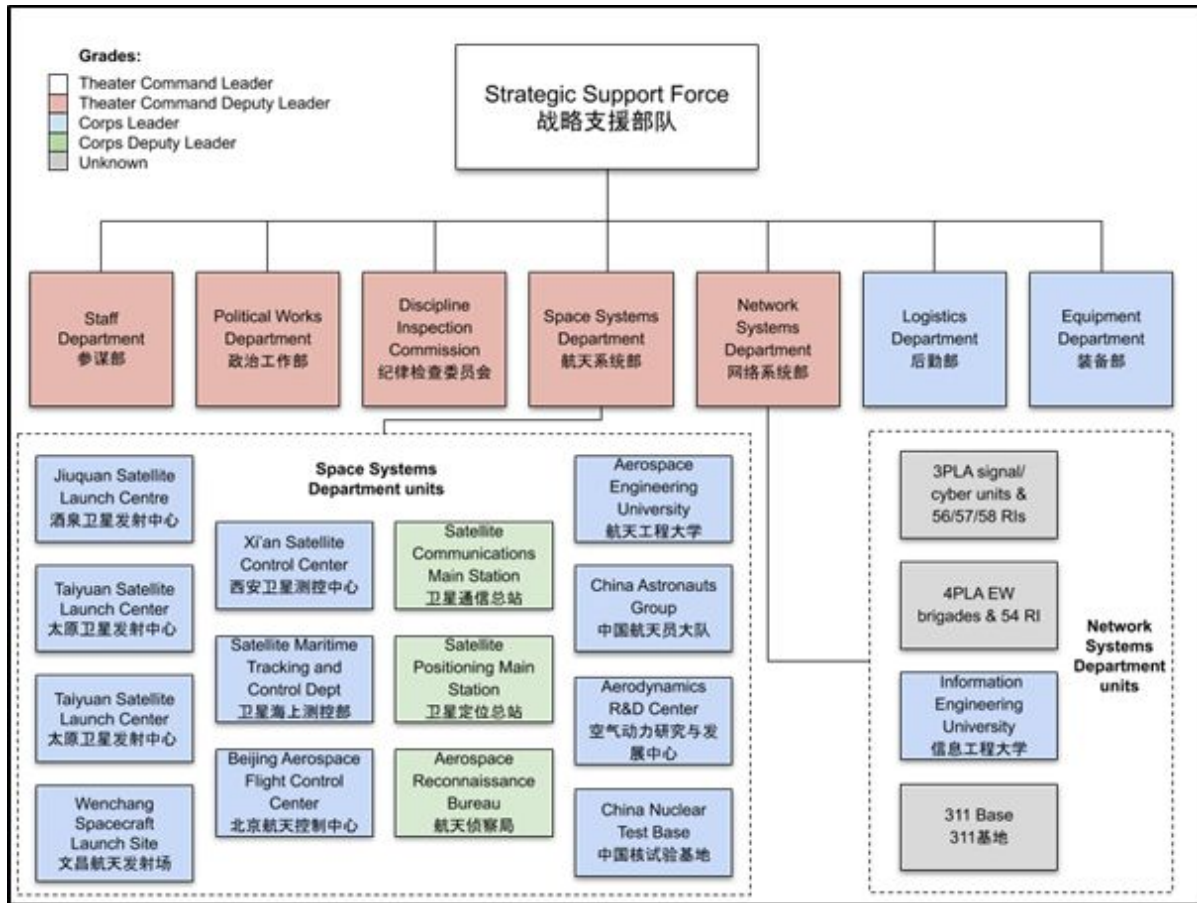 Grades:
Theater Command Leader
Theater Command Deputy Leader
Corps Leader
Corps Deputy Leader
Unknown
Strategic Support Force
战略支援部队
Staff
Department
参谋部
Political Works
Department
政治工作部
Discipline
Inspection
Commission
纪律检查委员会
Space Systems
Department
航天系统部
Network
Systems
Department
网络系统部
Logistics
Department
后勤部
Equipment
Department
装备部
Space Systems
Department units
Jiuquan Satellite
Launch Centre
酒泉卫星发射中心
Taiyuan Satellite
Launch Center
太原卫星发射中心
Taiyuan Satellite
Launch Center
太原卫星发射中心
Wenchang
Spacecraft
Launch Site
文昌航天发射场
Xi'an Satellite
Control Center
西安卫星测控中心
Satellite Maritime
Tracking and
Control Dept
卫星海上测控部
Beijing Aerospace
Flight Control
Center
北京航天控制中心
Satellite
Communications
Main Station
卫星通信总站
Satellite
Positioning Main
Station
卫星定位总站
Aerospace
Reconnaissance
Bureau
航天侦察局
Aerospace
Engineering
University
航天工程大学
China Astronauts
Group
中国航天员大队
Aerodynamics
R&D Center
空气动力研究与发
展中心
China Nuclear
Test Base
中国核试验基地
3PLA signal/
cyber units &
56/57/58 RIs
4PLA EW
brigades & 54 RI
Information
Engineering
University
信息工程大学
311 Base
311基地
Network
Systems
Department
units